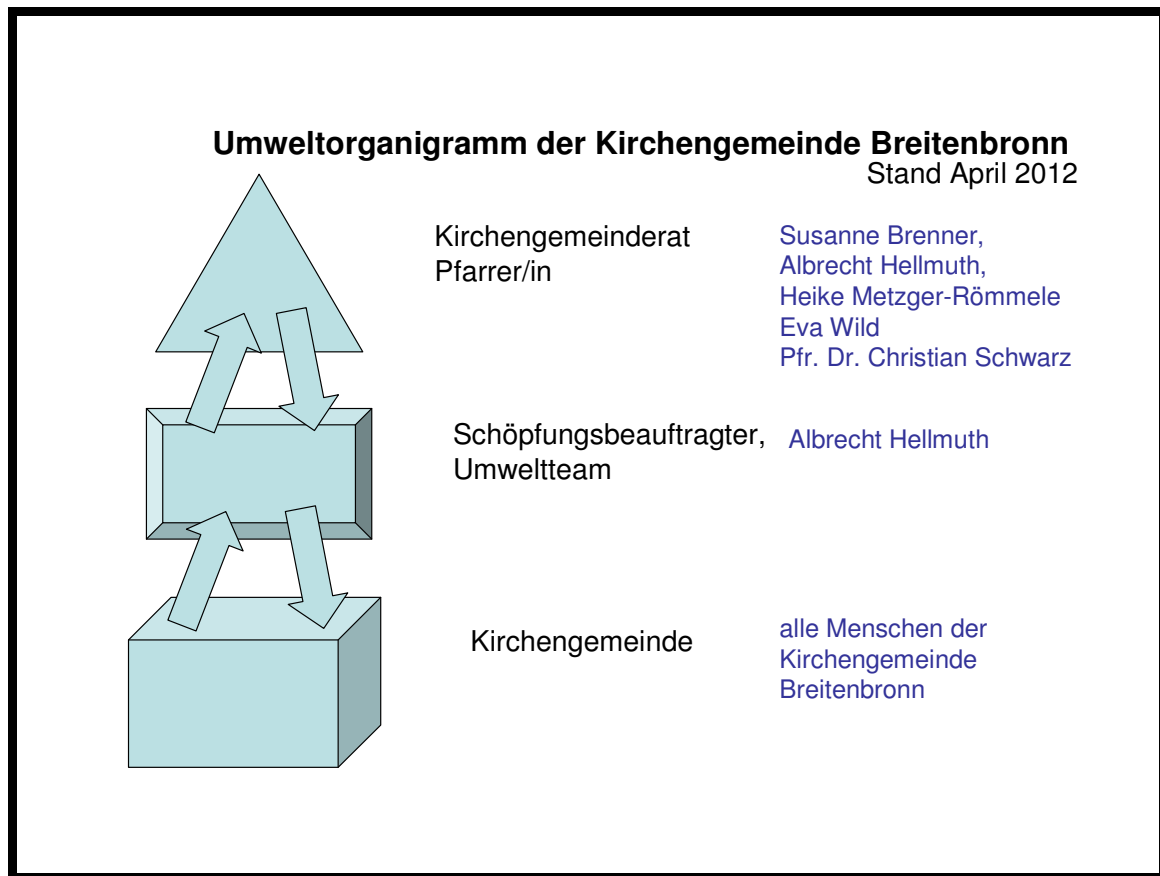 Umweltorganigramm der Kirchengemeinde Breitenbronn
Stand April 2012
Kirchengemeinderat
Pfarrer/in
Susanne Brenner,
Albrecht Hellmuth,
Heike Metzger-Römmele
Eva Wild
Pfr. Dr. Christian Schwarz
Schöpfungsbeauftragter,
Umweltteam
Albrecht Hellmuth
Kirchengemeinde
alle Menschen der
Kirchengemeinde
Breitenbronn